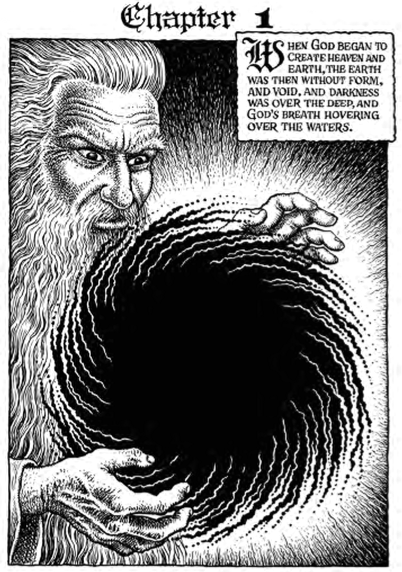 Chapter 1
WHEN GOD BEGAN TO
CREATE HEAVEN AND
EARTH, THE EARTH
WAS THEN WITHOUT FORM,
AND VOID, AND DARKNESS
WAS OVER THE DEEP, AND
GOD'S BREATH HOVERING
OVER THE WATERS.